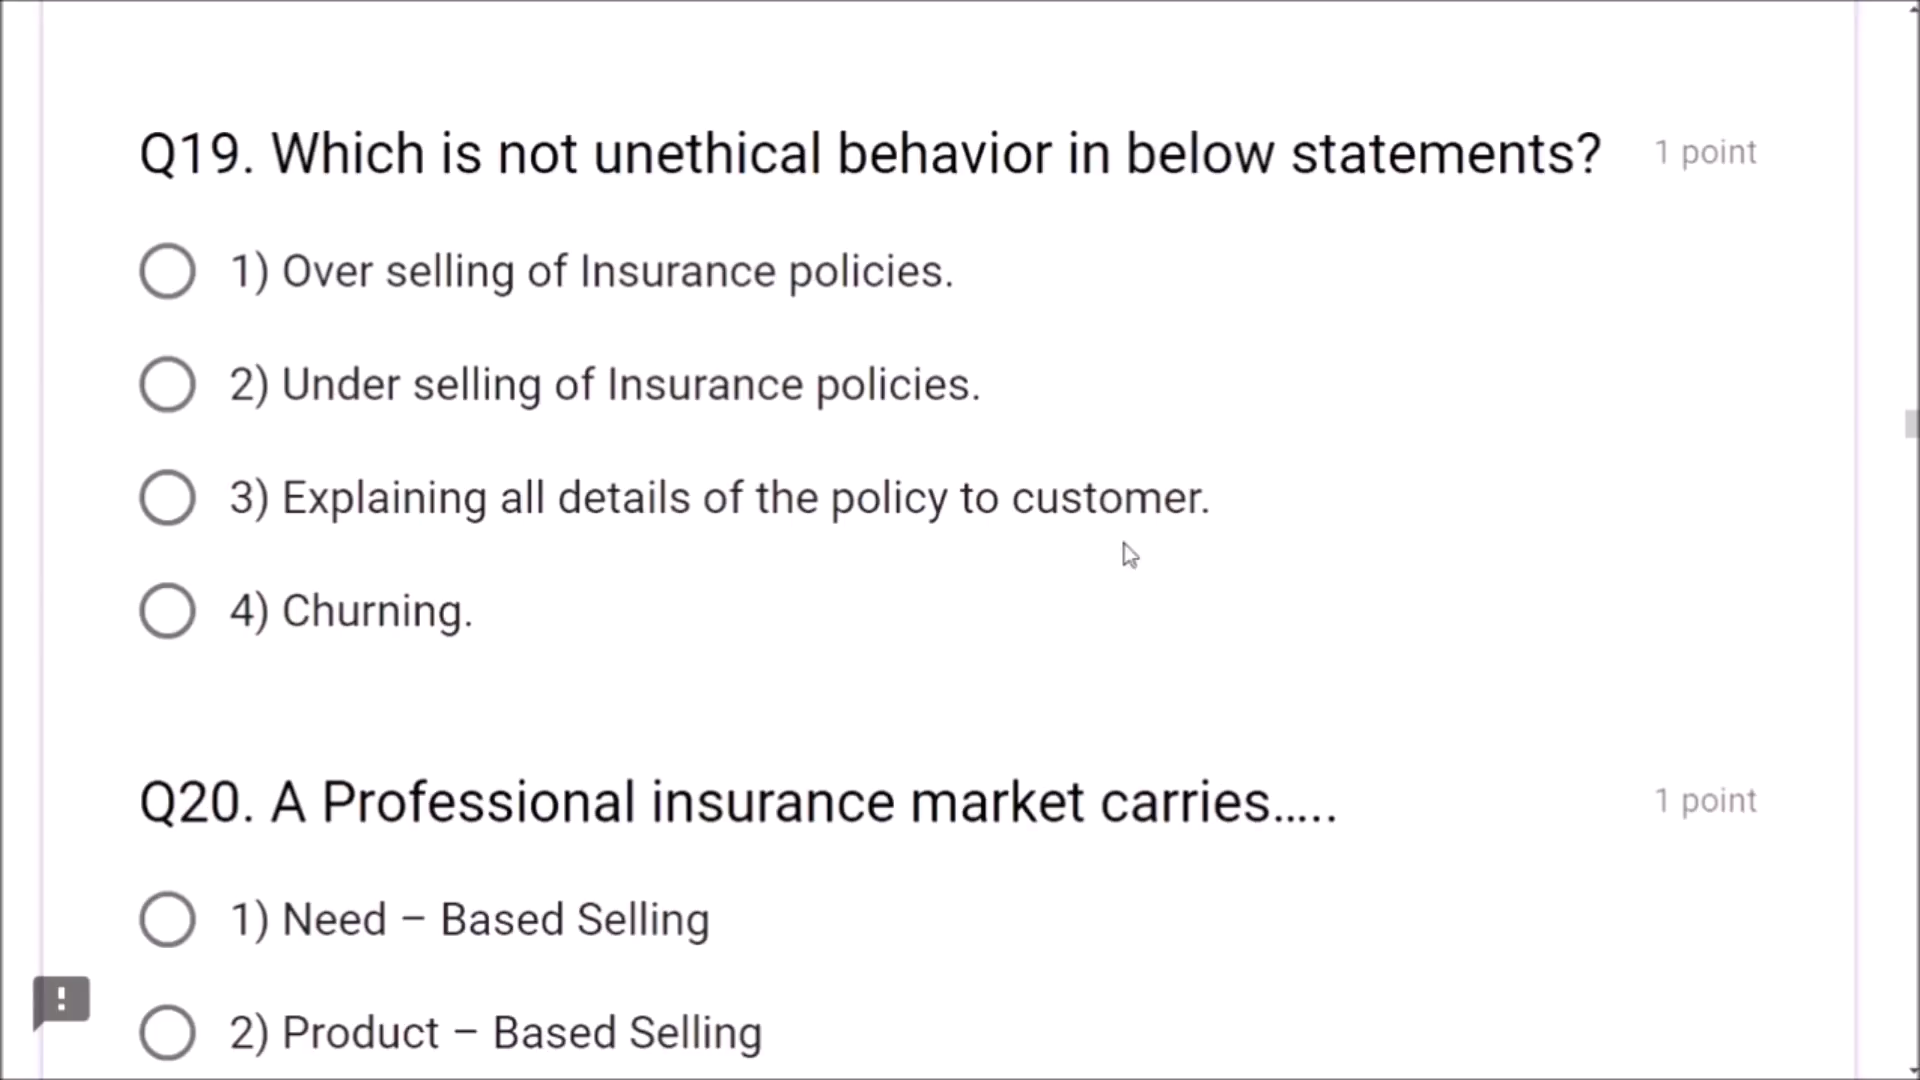 Q19. Which is not unethical behavior in below statements?
1 point
1) Over selling of Insurance policies.
2) Under selling of Insurance policies.
3) Explaining all details of the policy to customer.
4) Churning.
Q20. A Professional insurance market carries.....
1 point
1) Need – Based Selling
2) Product – Based Selling